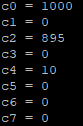 c0 = 1000
c1 = 0
c2 = 895
c3 = 0
c4 = 10
c5 = 0
c6 = 0
c7 = 0